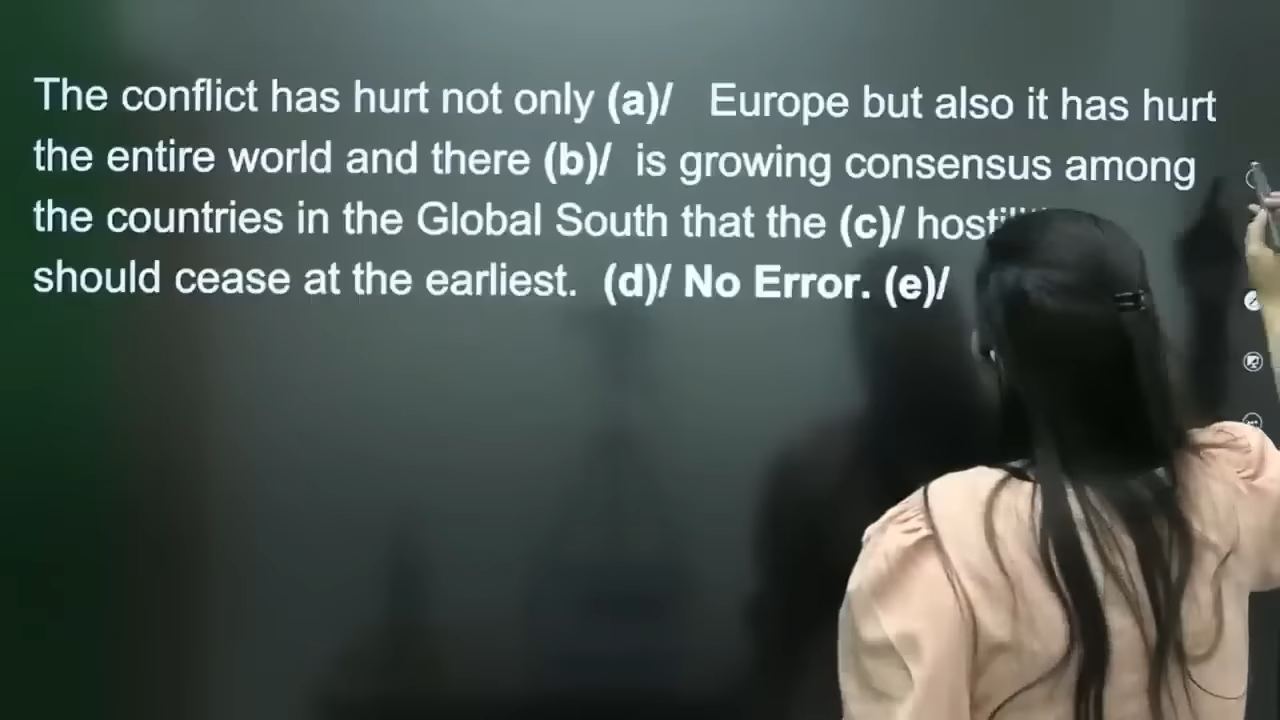 The conflict has hurt not only (a)/ Europe but also it has hurt
the entire world and there (b)/ is growing consensus among
the countries in the Global South that the (c)/
should cease at the earliest. (d)/ No Error. (e)/